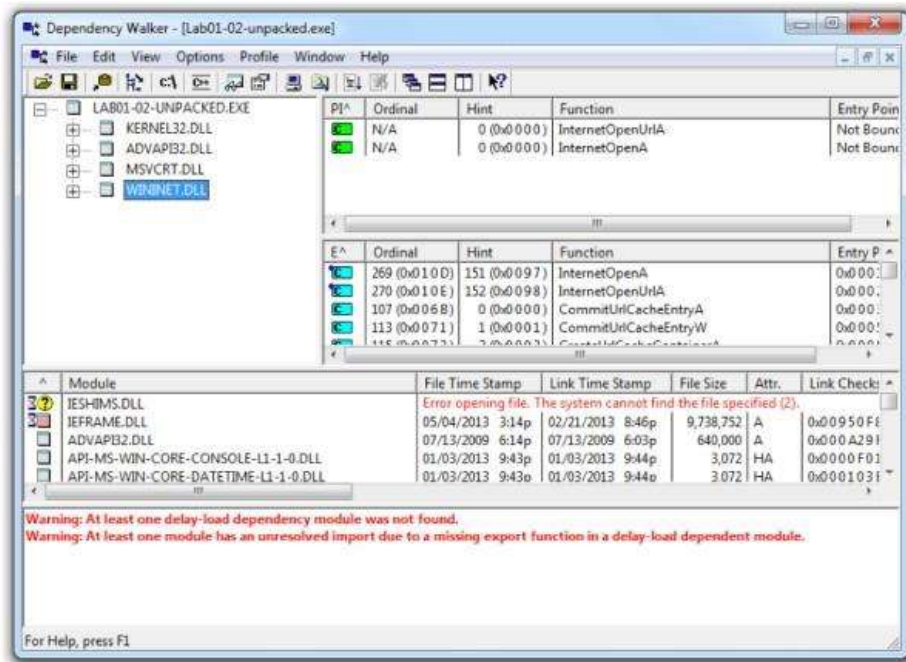 Dependency Walker - [Lab01-02-unpacked.exe]
File Edit View Options Profile Window Help
c:\ C++
LAB01-02-UNPACKED.EXE
KERNEL32.DLL
ADVAPI32.DLL
MSVCRT.DLL
WININET.DLL
PI^ Ordinal Hint Function Entry Poin
C N/A 0 (0x0000) InternetOpenUrlA Not Bound
C N/A 0 (0x0000) InternetOpenA Not Bound
E^ Ordinal Hint Function Entry P
C 269 (0x010D) 151 (0x0097) InternetOpenA
C 270 (0x010E) 152 (0x0098) InternetOpenUrlA
C 107 (0x006B) 0 (0x0000) CommitUrlCacheEntryA
C 113 (0x0071) 1 (0x0001) CommitUrlCacheEntryW
^ Module File Time Stamp Link Time Stamp File Size Attr. Link Checks
IESHIMS.DLL Error opening file. The system cannot find the file specified (2).
IEFRAME.DLL 05/04/2013 3:14p 02/21/2013 8:46p 9,738,752 A 0x00950F8
ADVAPI32.DLL 07/13/2009 6:14p 07/13/2009 6:03p 640,000 A 0x000A29
API-MS-WIN-CORE-CONSOLE-L1-1-0.DLL 01/03/2013 9:43p 01/03/2013 9:44p 3,072 HA 0x0000F01
API-MS-WIN-CORE-DATETIME-L1-1-0.DLL 01/03/2013 9:43p 01/03/2013 9:44p 3,072 HA 0x000103
Warning: At least one delay-load dependency module was not found.
Warning: At least one module has an unresolved import due to a missing export function in a delay-load dependent module.
For Help, press F1